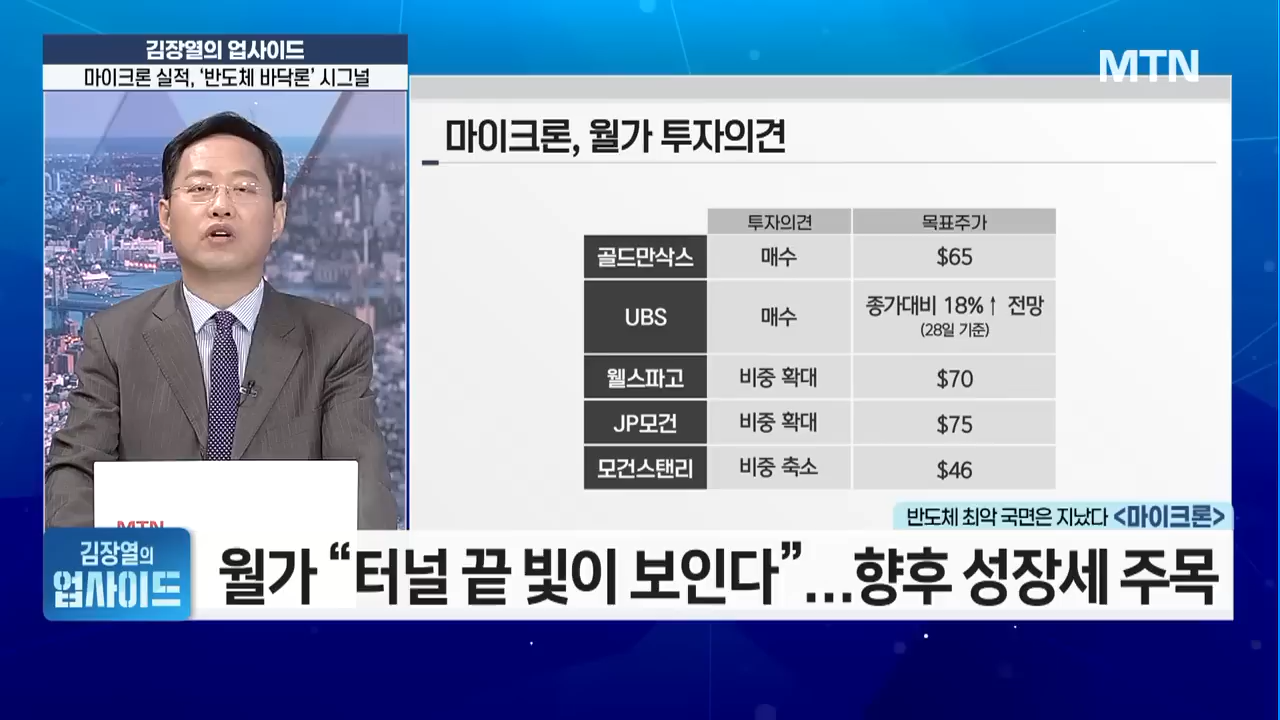 김장열의 업사이드
마이크론 실적, ‘반도체 바닥론’ 시그널
MTN
마이크론, 월가 투자의견
투자의견 목표주가
골드만삭스 매수 $65
UBS 매수 종가대비 18%↑ 전망
(28일 기준)
웰스파고 비중 확대 $70
JP모건 비중 확대 $75
모건스탠리 비중 축소 $46
MTN
반도체 최악 국면은 지났다 <마이크론>
김장열의
업사이드
월가 “터널 끝 빛이 보인다”...향후 성장세 주목